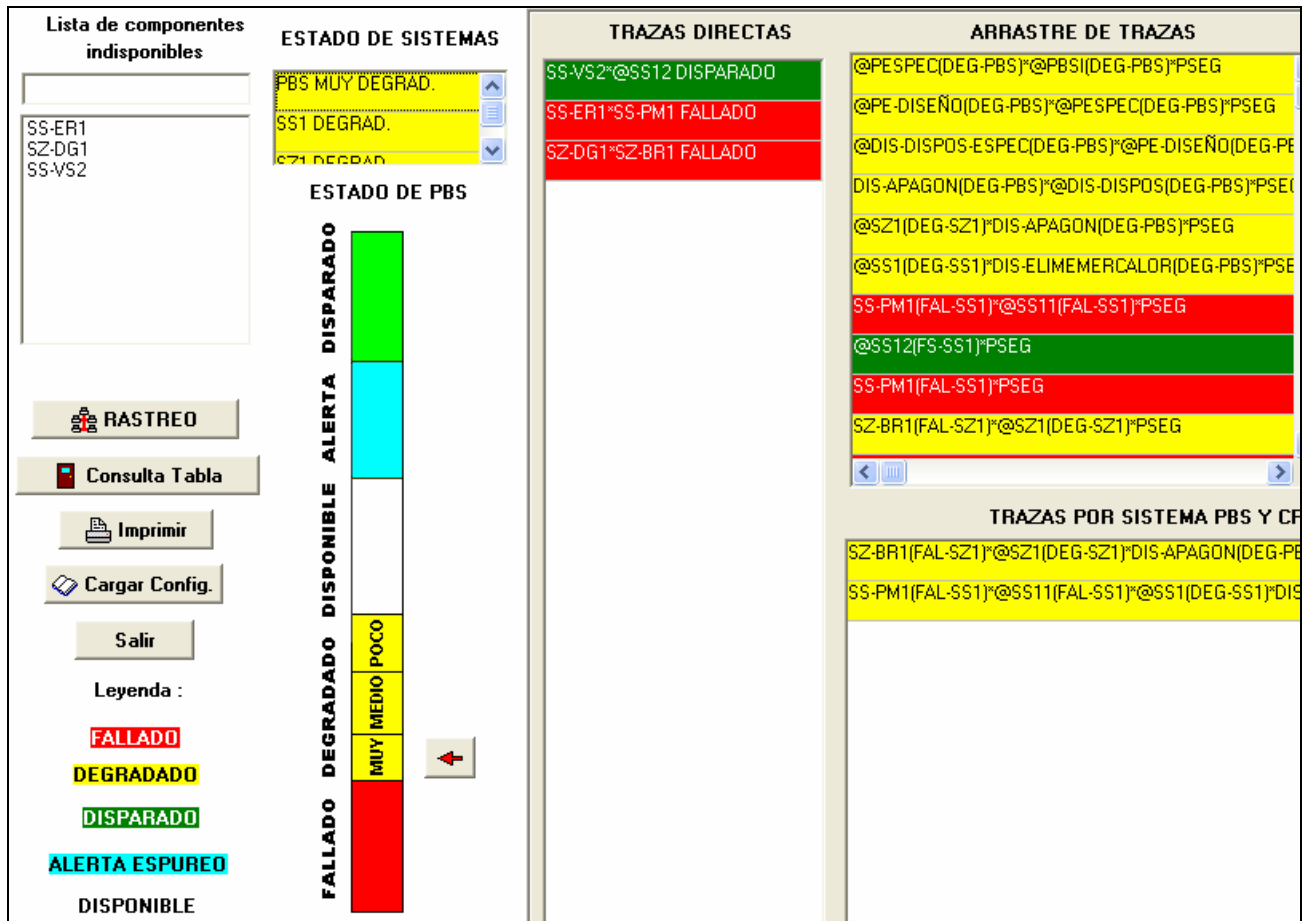 Lista de componentes
indisponibles
SS-ER1
SZ-DG1
SS-VS2
RASTREO
Consulta Tabla
Imprimir
Cargar Config.
Salir
Leyenda :
FALLADO
DEGRADADO
DISPARADO
ALERTA ESPUREO
DISPONIBLE
ESTADO DE SISTEMAS
PBS MUY DEGRAD.
SS1 DEGRAD.
SZ1 DEGRAD
ESTADO DE PBS
DISPARADO
ALERTA
DISPONIBLE
DEGRADADO
POCO
MEDIO
MUY
FALLADO
TRAZAS DIRECTAS
SS-VS2*@SS12 DISPARADO
SS-ER1*SS-PM1 FALLADO
SZ-DG1*SZ-BR1 FALLADO
ARRASTRE DE TRAZAS
@PESPEC(DEG-PBS)*@PBSI(DEG-PBS)*PSEG
@PE-DISEÑO(DEG-PBS)*@PESPEC(DEG-PBS)*PSEG
@DIS-DISPOS-ESPEC(DEG-PBS)*@PE-DISEÑO(DEG-PB
DIS-APAGON(DEG-PBS)*@DIS-DISPOS(DEG-PBS)*PSE
@SZ1(DEG-SZ1)*DIS-APAGON(DEG-PBS)*PSEG
@SS1(DEG-SS1)*DIS-ELIMEMERCALOR(DEG-PBS)*PSE
SS-PM1(FAL-SS1)*@SS11(FAL-SS1)*PSEG
@SS12(FS-SS1)*PSEG
SS-PM1(FAL-SS1)*PSEG
SZ-BR1(FAL-SZ1)*@SZ1(DEG-SZ1)*PSEG
TRAZAS POR SISTEMA PBS Y CF
SZ-BR1(FAL-SZ1)*@SZ1(DEG-SZ1)*DIS-APAGON(DEG-PB
SS-PM1(FAL-SS1)*@SS11(FAL-SS1)*@SS1(DEG-SS1)*DIS